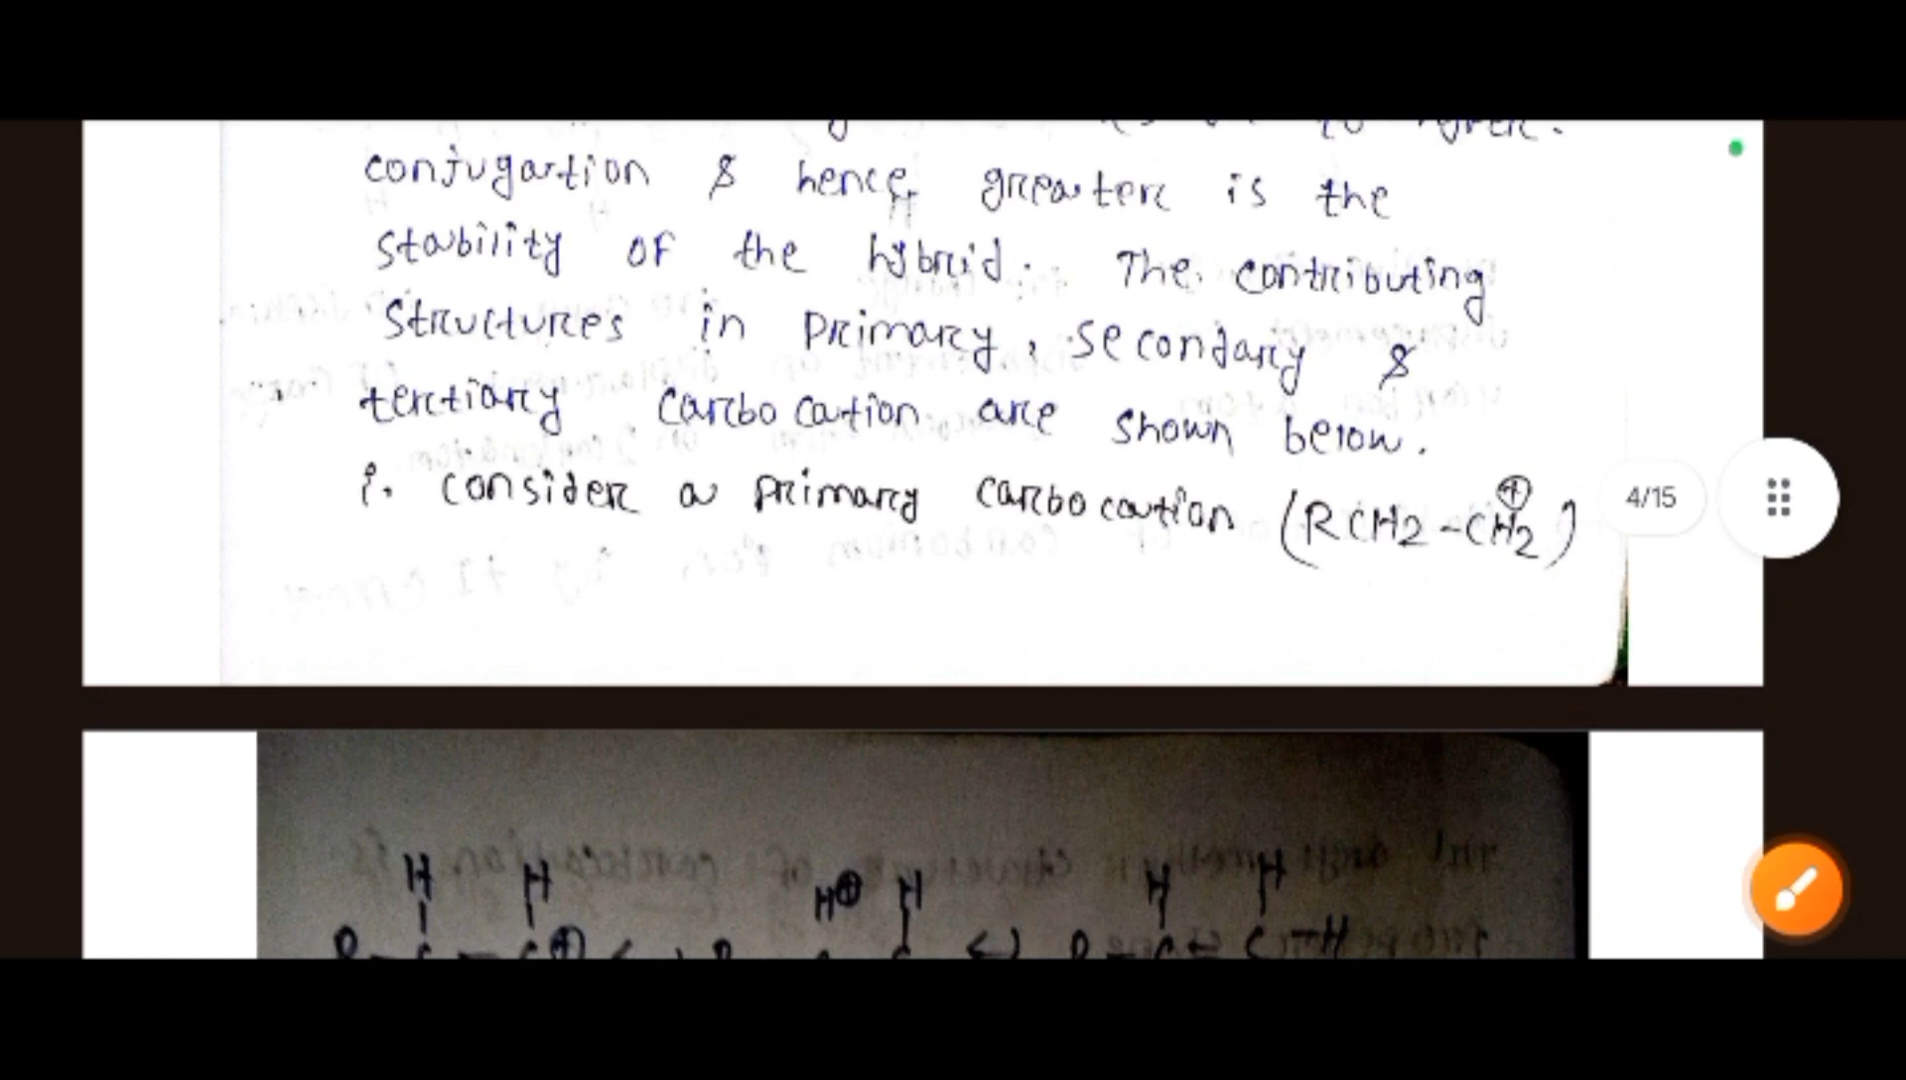 conjugation & hence greater is the
stability of the hybrid. The contributing
structures in primary, secondary &
tertiary carbocation are shown below.
i. consider a primary carbocation (RCH2-CH2⊕)
4/15
H H H⊕ H H H